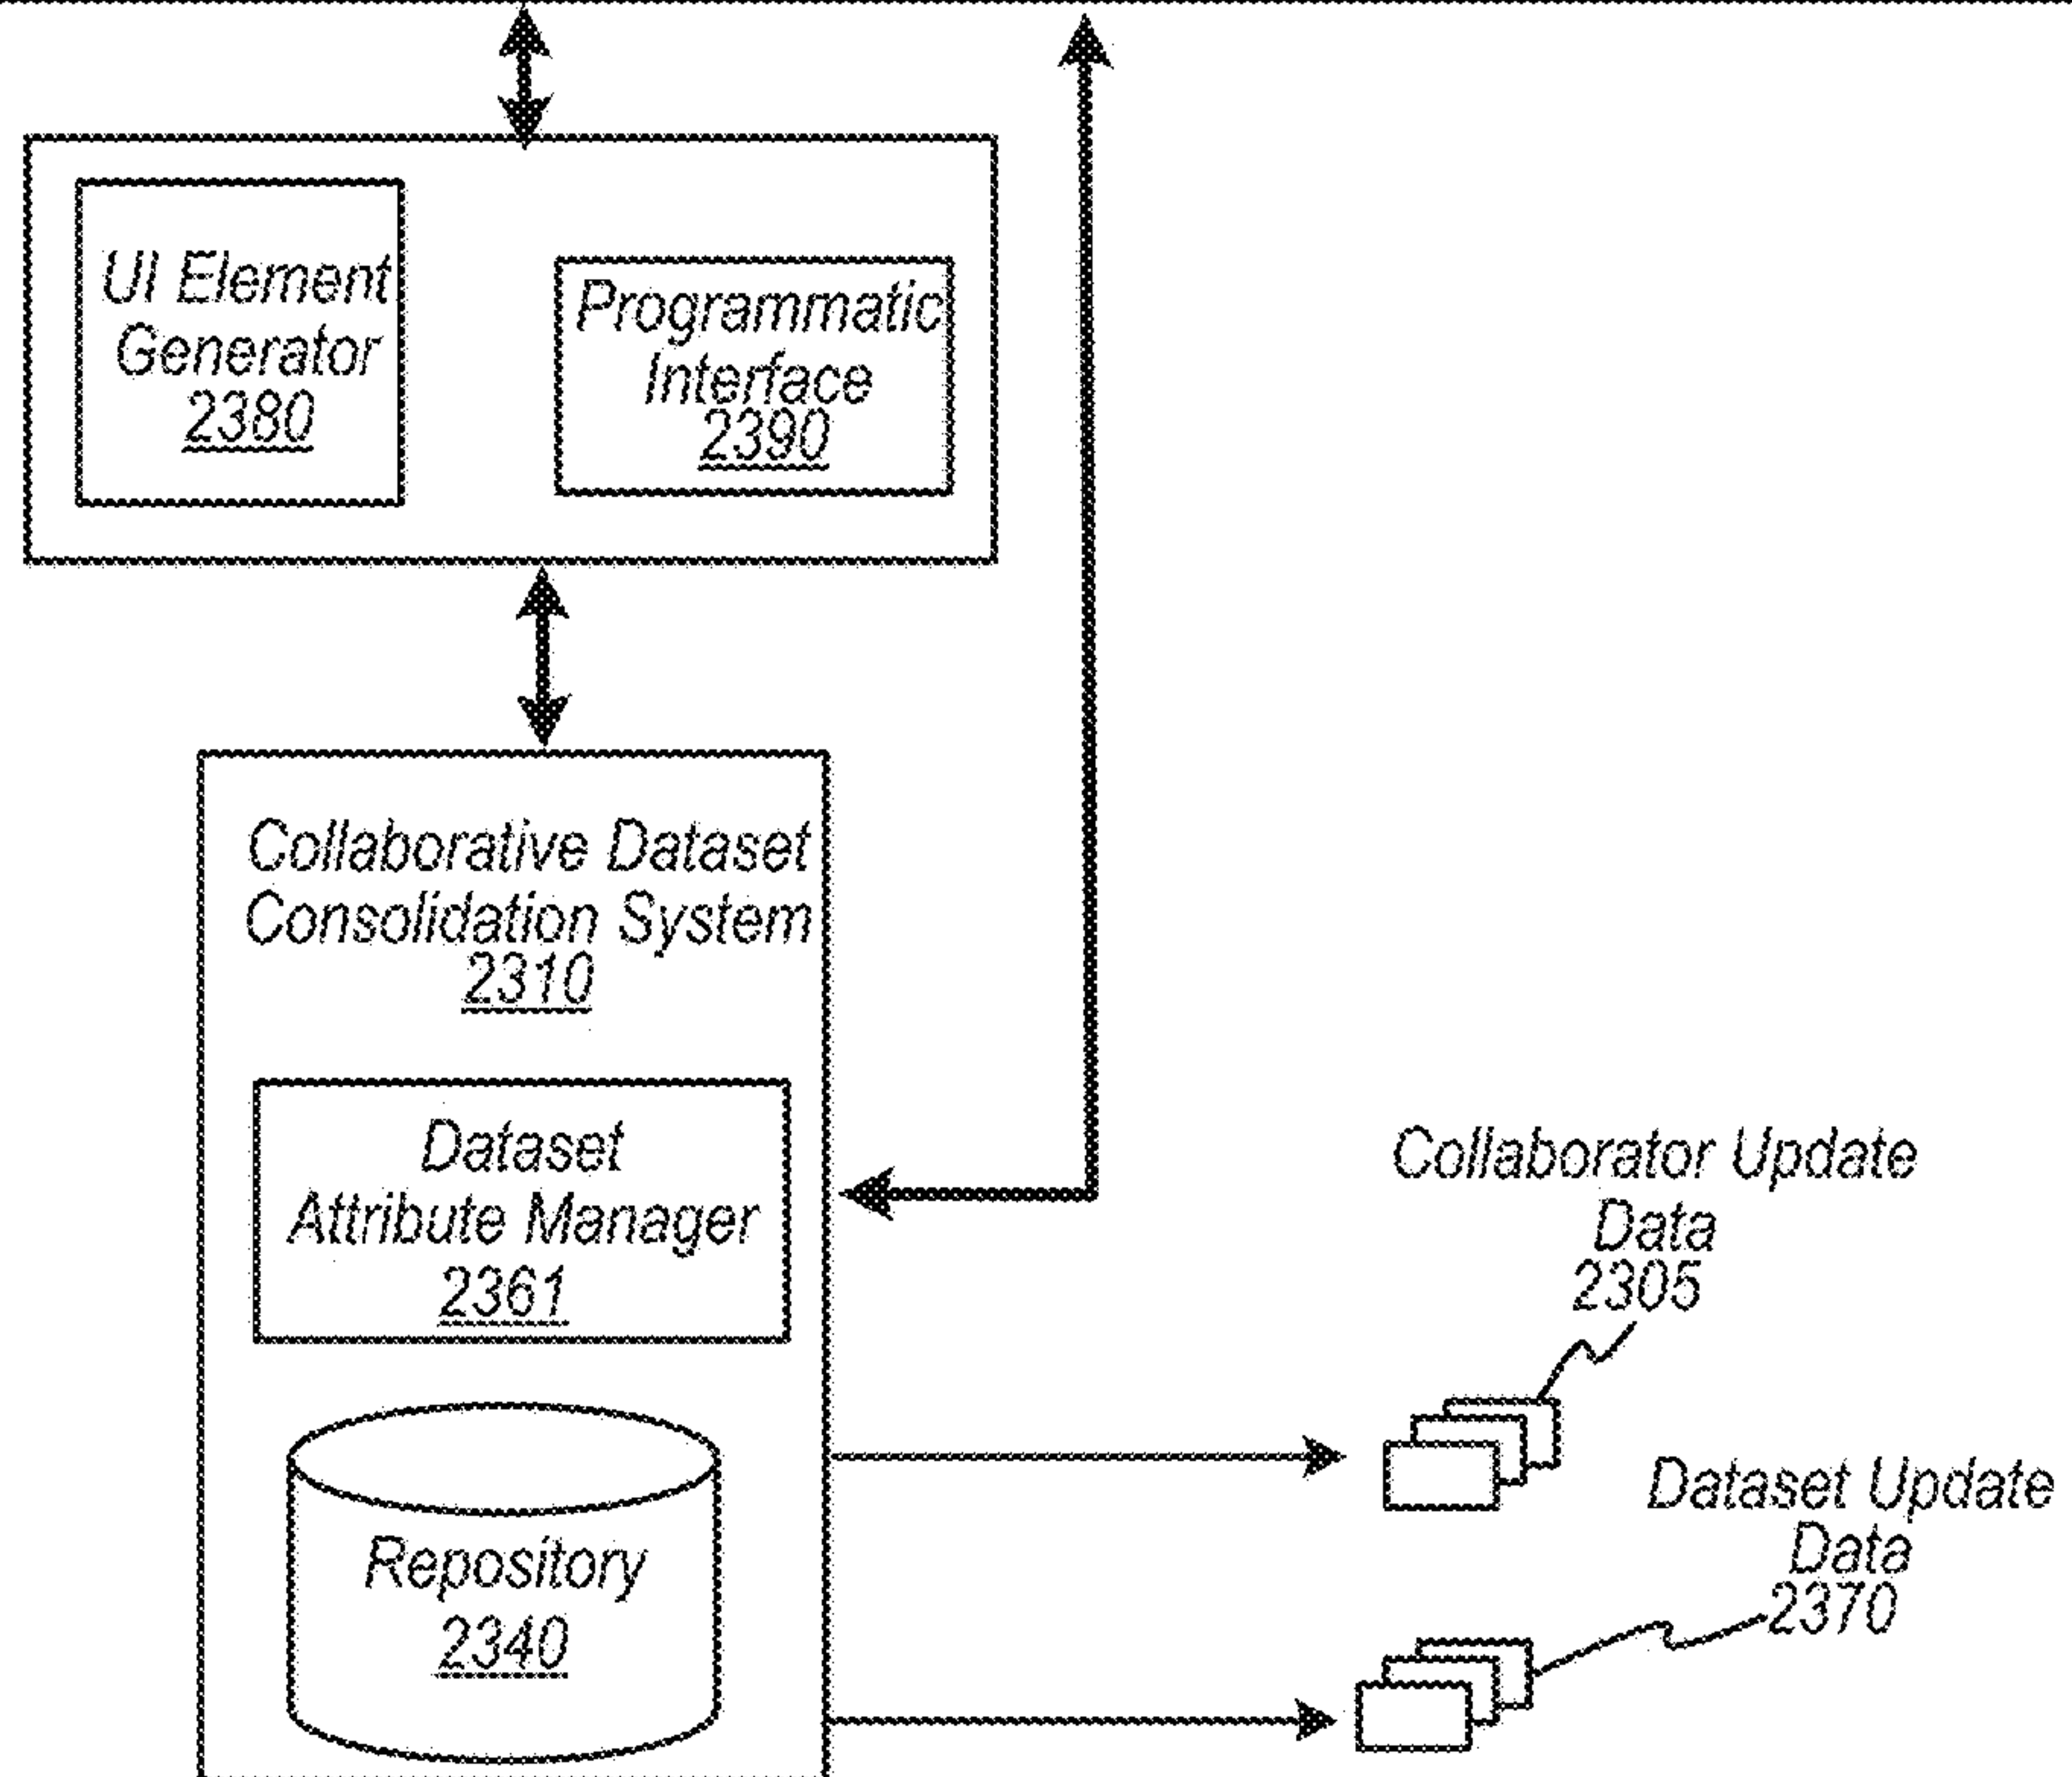 UI Element
Generator
2380
Programmatic
Interface
2390
Collaborative Dataset
Consolidation System
2310
Dataset
Attribute Manager
2361
Repository
2340
Collaborator Update
Data
2305
Dataset Update
Data
2370